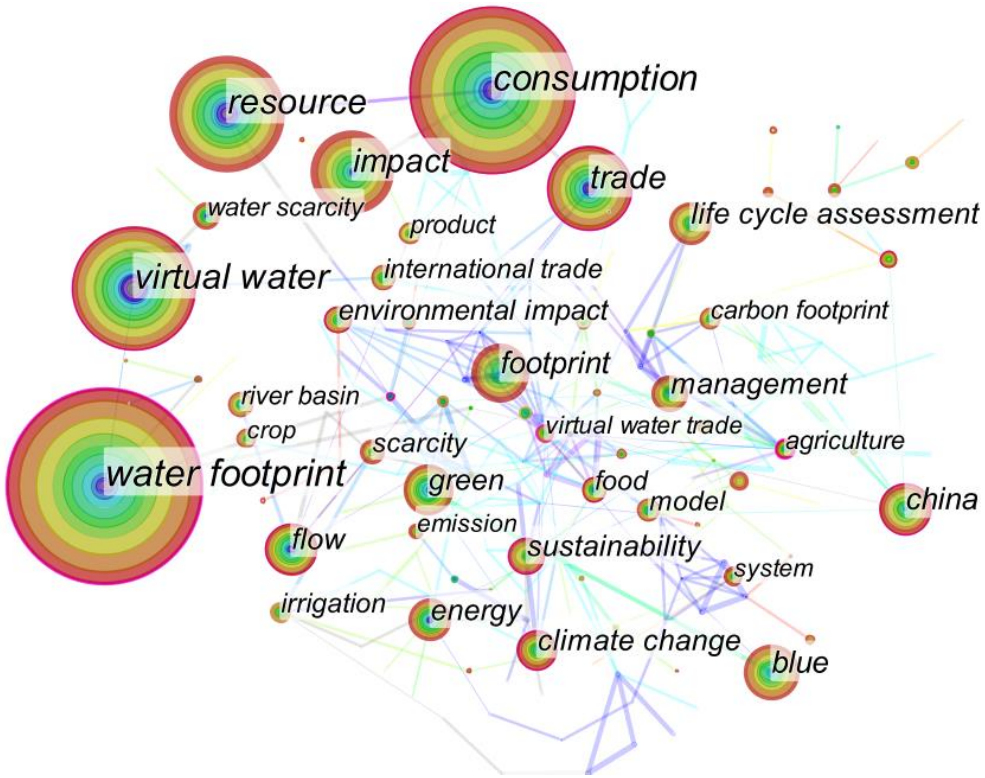 consumption
resource
impact
trade
water scarcity
life cycle assessment
product
virtual water
international trade
environmental impact
carbon footprint
footprint
management
river basin
virtual water trade
crop
scarcity
agriculture
water footprint
green
food
model
china
emission
flow
sustainability
system
irrigation
energy
climate change
blue